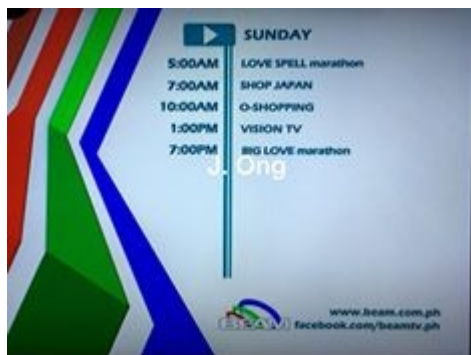 SUNDAY
5:00AM LOVE SPELL marathon
7:00AM SHOP JAPAN
10:00AM O-SHOPPING
1:00PM VISION TV
7:00PM BIG LOVE marathon
J. Ong
BEAM
www.beam.com.ph
facebook.com/beamtv.ph